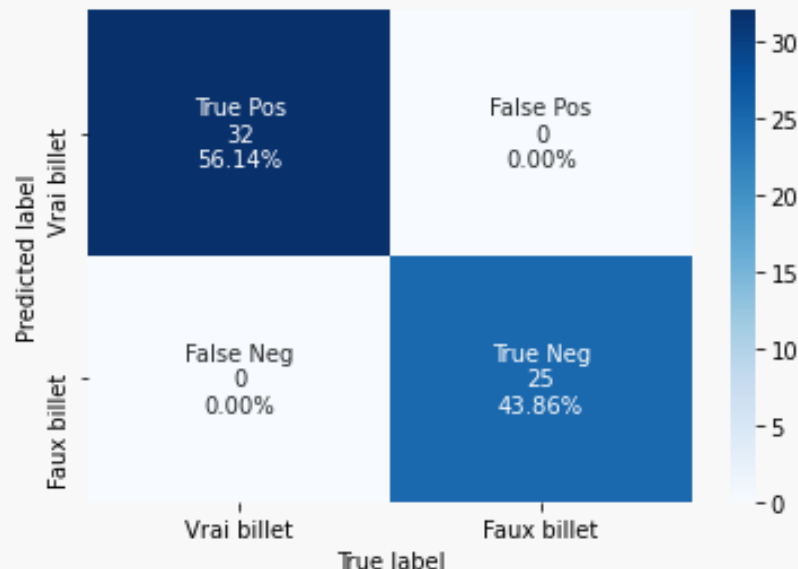 True Pos
32
56.14%
False Pos
0
0.00%
False Neg
0
0.00%
True Neg
25
43.86%
Predicted label
Vrai billet
Faux billet
Vrai billet
Faux billet
True label
30
25
20
15
10
5
0